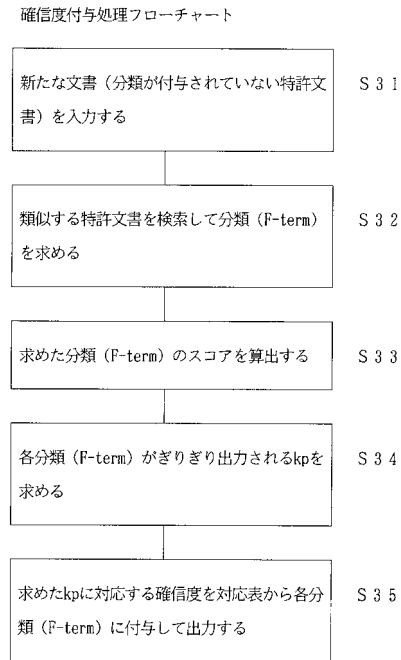 確信度付与処理フローチャート
新たな文書（分類が付与されていない特許文
書）を入力する
S31
類似する特許文書を検索して分類（F-term）
を求める
S32
求めた分類（F-term）のスコアを算出する
S33
各分類（F-term）がぎりぎり出力されるkpを
求める
S34
求めたkpに対応する確信度を対応表から各分
類（F-term）に付与して出力する
S35